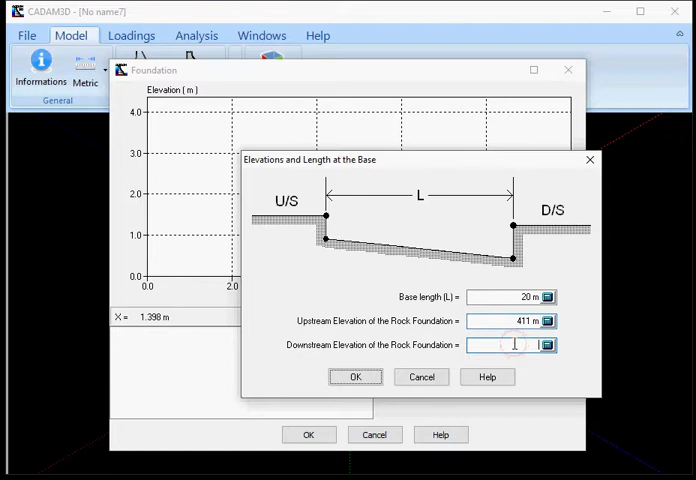 CADAM3D - [No name7]
File Model Loadings Analysis Windows Help
Informations Metric
General
Foundation
Elevation ( m )
4.0
3.0
2.0
1.0
0.0
0.0 2.0
X = 1.398 m
OK Cancel Help
Elevations and Length at the Base
U/S L D/S
Base length (L) = 20 m
Upstream Elevation of the Rock Foundation = 411 m
Downstream Elevation of the Rock Foundation =
OK Cancel Help